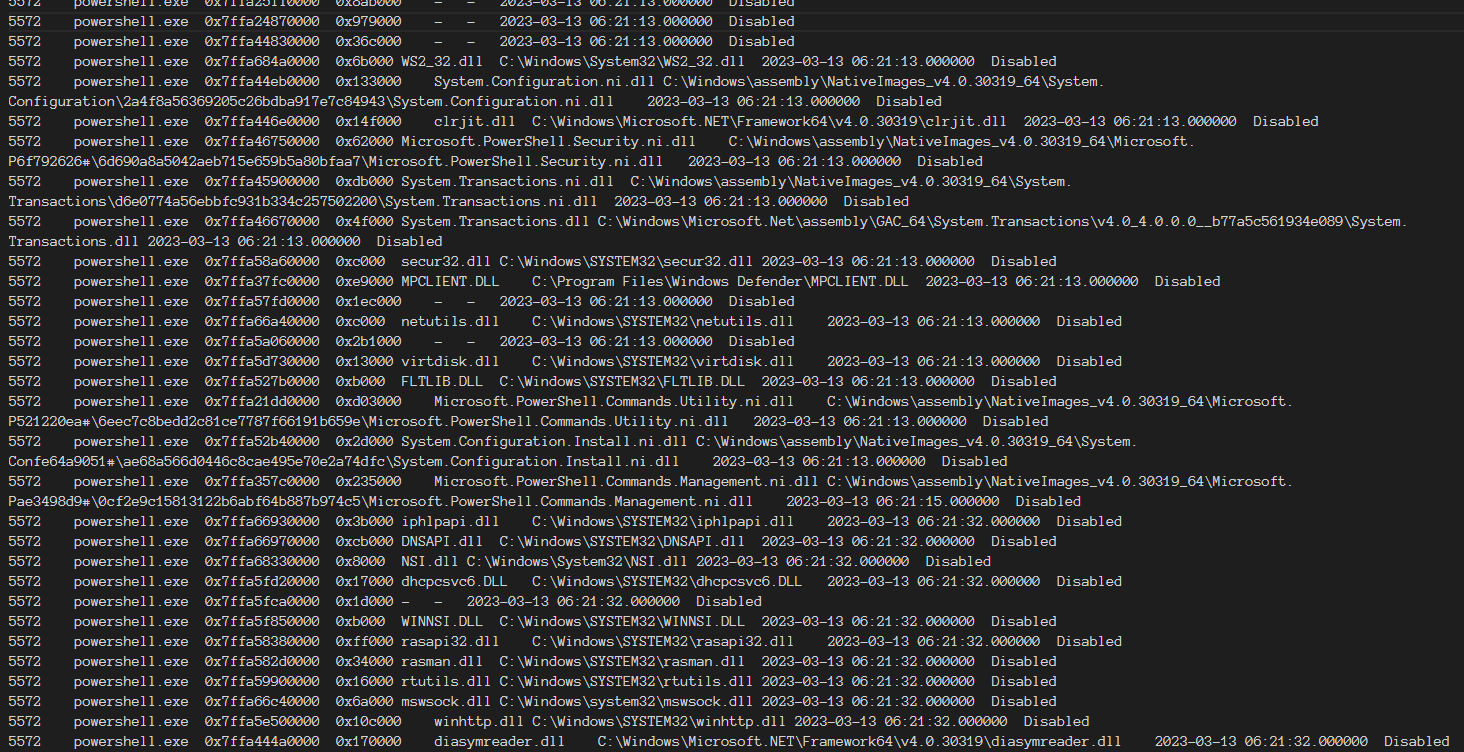 5572 powershell.exe 0x7ffa25110000 0x8ab000 - - 2023-03-13 06:21:13.000000 Disabled
5572 powershell.exe 0x7ffa24870000 0x979000 - - 2023-03-13 06:21:13.000000 Disabled
5572 powershell.exe 0x7ffa44830000 0x36c000 - - 2023-03-13 06:21:13.000000 Disabled
5572 powershell.exe 0x7ffa684a0000 0x6b000 WS2_32.dll C:\Windows\System32\WS2_32.dll 2023-03-13 06:21:13.000000 Disabled
5572 powershell.exe 0x7ffa44eb0000 0x133000 System.Configuration.ni.dll C:\Windows\assembly\NativeImages_v4.0.30319_64\System.
Configuration\2a4f8a56369205c26bdba917e7c84943\System.Configuration.ni.dll 2023-03-13 06:21:13.000000 Disabled
5572 powershell.exe 0x7ffa446e0000 0x14f000 clrjit.dll C:\Windows\Microsoft.NET\Framework64\v4.0.30319\clrjit.dll 2023-03-13 06:21:13.000000 Disabled
5572 powershell.exe 0x7ffa46750000 0x62000 Microsoft.PowerShell.Security.ni.dll C:\Windows\assembly\NativeImages_v4.0.30319_64\Microsoft.
P6f792626#\6d690a8a5042aeb715e659b5a80bfaa7\Microsoft.PowerShell.Security.ni.dll 2023-03-13 06:21:13.000000 Disabled
5572 powershell.exe 0x7ffa45900000 0xdb000 System.Transactions.ni.dll C:\Windows\assembly\NativeImages_v4.0.30319_64\System.
Transactions\d6e0774a56ebbfc931b334c257502200\System.Transactions.ni.dll 2023-03-13 06:21:13.000000 Disabled
5572 powershell.exe 0x7ffa46670000 0x4f000 System.Transactions.dll C:\Windows\Microsoft.Net\assembly\GAC_64\System.Transactions\v4.0_4.0.0.0__b77a5c561934e089\System.
Transactions.dll 2023-03-13 06:21:13.000000 Disabled
5572 powershell.exe 0x7ffa58a60000 0xc000 secur32.dll C:\Windows\SYSTEM32\secur32.dll 2023-03-13 06:21:13.000000 Disabled
5572 powershell.exe 0x7ffa37fc0000 0xe9000 MPCLIENT.DLL C:\Program Files\Windows Defender\MPCLIENT.DLL 2023-03-13 06:21:13.000000 Disabled
5572 powershell.exe 0x7ffa57fd0000 0x1ec000 - - 2023-03-13 06:21:13.000000 Disabled
5572 powershell.exe 0x7ffa66a40000 0xc000 netutils.dll C:\Windows\SYSTEM32\netutils.dll 2023-03-13 06:21:13.000000 Disabled
5572 powershell.exe 0x7ffa5a060000 0x2b1000 - - 2023-03-13 06:21:13.000000 Disabled
5572 powershell.exe 0x7ffa5d730000 0x13000 virtdisk.dll C:\Windows\SYSTEM32\virtdisk.dll 2023-03-13 06:21:13.000000 Disabled
5572 powershell.exe 0x7ffa527b0000 0xb000 FLTLIB.DLL C:\Windows\SYSTEM32\FLTLIB.DLL 2023-03-13 06:21:13.000000 Disabled
5572 powershell.exe 0x7ffa21dd0000 0xd03000 Microsoft.PowerShell.Commands.Utility.ni.dll C:\Windows\assembly\NativeImages_v4.0.30319_64\Microsoft.
P521220ea#\6eec7c8bedd2c81ce7787f66191b659e\Microsoft.PowerShell.Commands.Utility.ni.dll 2023-03-13 06:21:13.000000 Disabled
5572 powershell.exe 0x7ffa52b40000 0x2d000 System.Configuration.Install.ni.dll C:\Windows\assembly\NativeImages_v4.0.30319_64\System.
Confe64a9051#\ae68a566d0446c8cae495e70e2a74dfc\System.Configuration.Install.ni.dll 2023-03-13 06:21:13.000000 Disabled
5572 powershell.exe 0x7ffa357c0000 0x235000 Microsoft.PowerShell.Commands.Management.ni.dll C:\Windows\assembly\NativeImages_v4.0.30319_64\Microsoft.
Pae3498d9#\0cf2e9c15813122b6abf64b887b974c5\Microsoft.PowerShell.Commands.Management.ni.dll 2023-03-13 06:21:15.000000 Disabled
5572 powershell.exe 0x7ffa66930000 0x3b000 iphlpapi.dll C:\Windows\SYSTEM32\iphlpapi.dll 2023-03-13 06:21:32.000000 Disabled
5572 powershell.exe 0x7ffa66970000 0xcb000 DNSAPI.dll C:\Windows\SYSTEM32\DNSAPI.dll 2023-03-13 06:21:32.000000 Disabled
5572 powershell.exe 0x7ffa68330000 0x8000 NSI.dll C:\Windows\System32\NSI.dll 2023-03-13 06:21:32.000000 Disabled
5572 powershell.exe 0x7ffa5fd20000 0x17000 dhcpcsvc6.DLL C:\Windows\SYSTEM32\dhcpcsvc6.DLL 2023-03-13 06:21:32.000000 Disabled
5572 powershell.exe 0x7ffa5fca0000 0x1d000 - - 2023-03-13 06:21:32.000000 Disabled
5572 powershell.exe 0x7ffa5f850000 0xb000 WINNSI.DLL C:\Windows\SYSTEM32\WINNSI.DLL 2023-03-13 06:21:32.000000 Disabled
5572 powershell.exe 0x7ffa58380000 0xff000 rasapi32.dll C:\Windows\SYSTEM32\rasapi32.dll 2023-03-13 06:21:32.000000 Disabled
5572 powershell.exe 0x7ffa582d0000 0x34000 rasman.dll C:\Windows\SYSTEM32\rasman.dll 2023-03-13 06:21:32.000000 Disabled
5572 powershell.exe 0x7ffa59900000 0x16000 rtutils.dll C:\Windows\SYSTEM32\rtutils.dll 2023-03-13 06:21:32.000000 Disabled
5572 powershell.exe 0x7ffa66c40000 0x6a000 mswsock.dll C:\Windows\system32\mswsock.dll 2023-03-13 06:21:32.000000 Disabled
5572 powershell.exe 0x7ffa5e500000 0x10c000 winhttp.dll C:\Windows\SYSTEM32\winhttp.dll 2023-03-13 06:21:32.000000 Disabled
5572 powershell.exe 0x7ffa444a0000 0x170000 diasymreader.dll C:\Windows\Microsoft.NET\Framework64\v4.0.30319\diasymreader.dll 2023-03-13 06:21:32.000000 Disabled